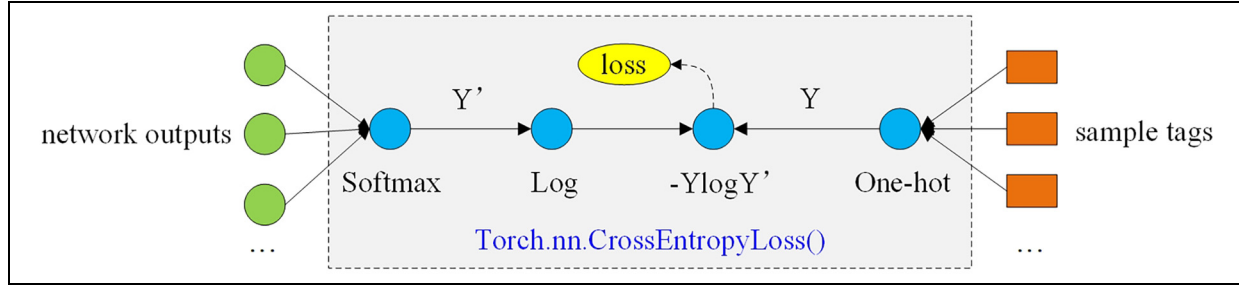 loss
Y’
Y
network outputs
sample tags
Softmax
Log
-YlogY’
One-hot
...
Torch.nn.CrossEntropyLoss()
...